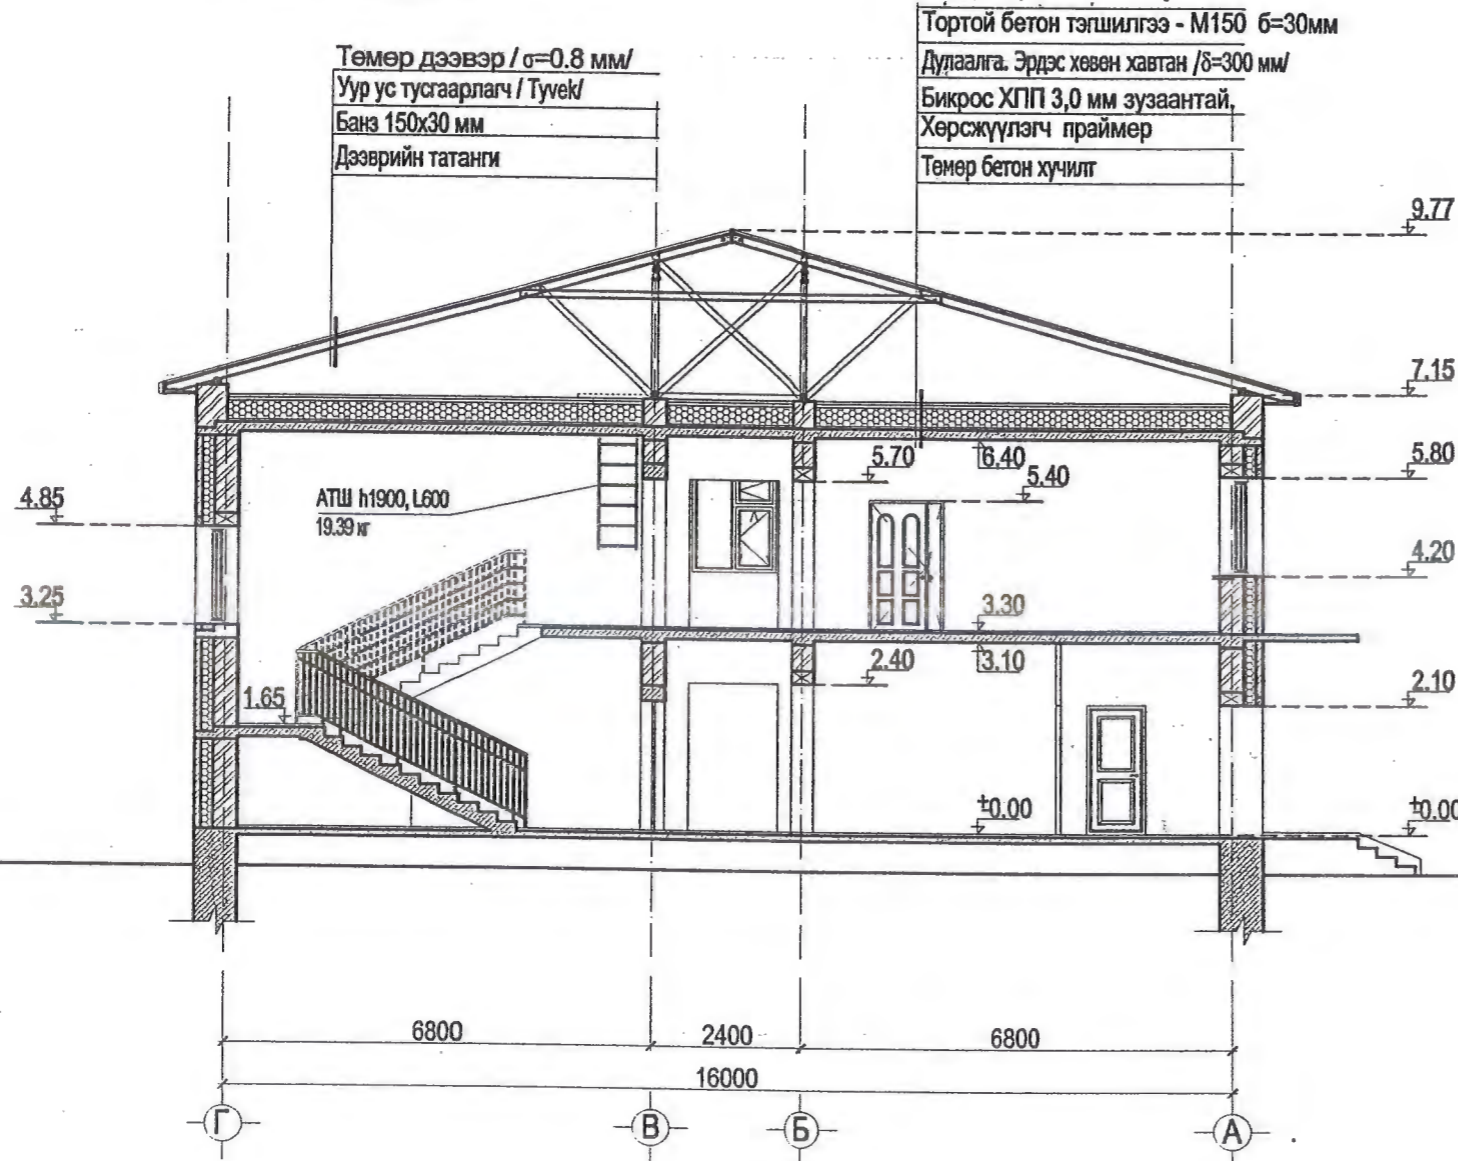 Тортой бетон тэгшилгээ - М150 б=30мм
Дулаалга. Эрдэс хөвөн хавтан /δ=300 мм/
Бикрос ХПП 3,0 мм зузаантай,
Хөрсжүүлэгч праймер
Төмөр бетон хучилт
Төмөр дээвэр / σ=0.8 мм/
Уур ус тусгаарлагч / Tyvek/
Банз 150х30 мм
Дээврийн татанги
9.77
7.15
5.70
6.40
5.40
5.80
4.85
АТШ h1900, L600
19.39 кг
4.20
3.25
3.30
2.40
3.10
2.10
1.65
±0.00
±0.00
6800
2400
6800
16000
Г
В
Б
А